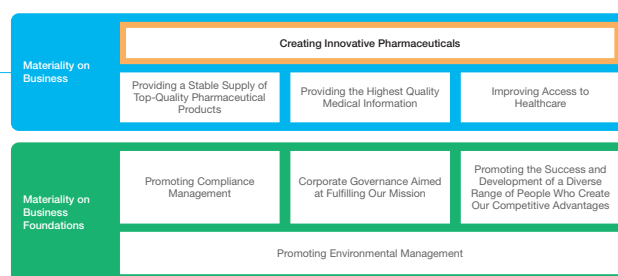 Materiality on
Business
Creating Innovative Pharmaceuticals
Providing a Stable Supply of
Top-Quality Pharmaceutical
Products
Providing the Highest Quality
Medical Information
Improving Access to
Healthcare
Materiality on
Business
Foundations
Promoting Compliance
Management
Corporate Governance Aimed
at Fulfilling Our Mission
Promoting the Success and
Development of a Diverse
Range of People Who Create
Our Competitive Advantages
Promoting Environmental Management